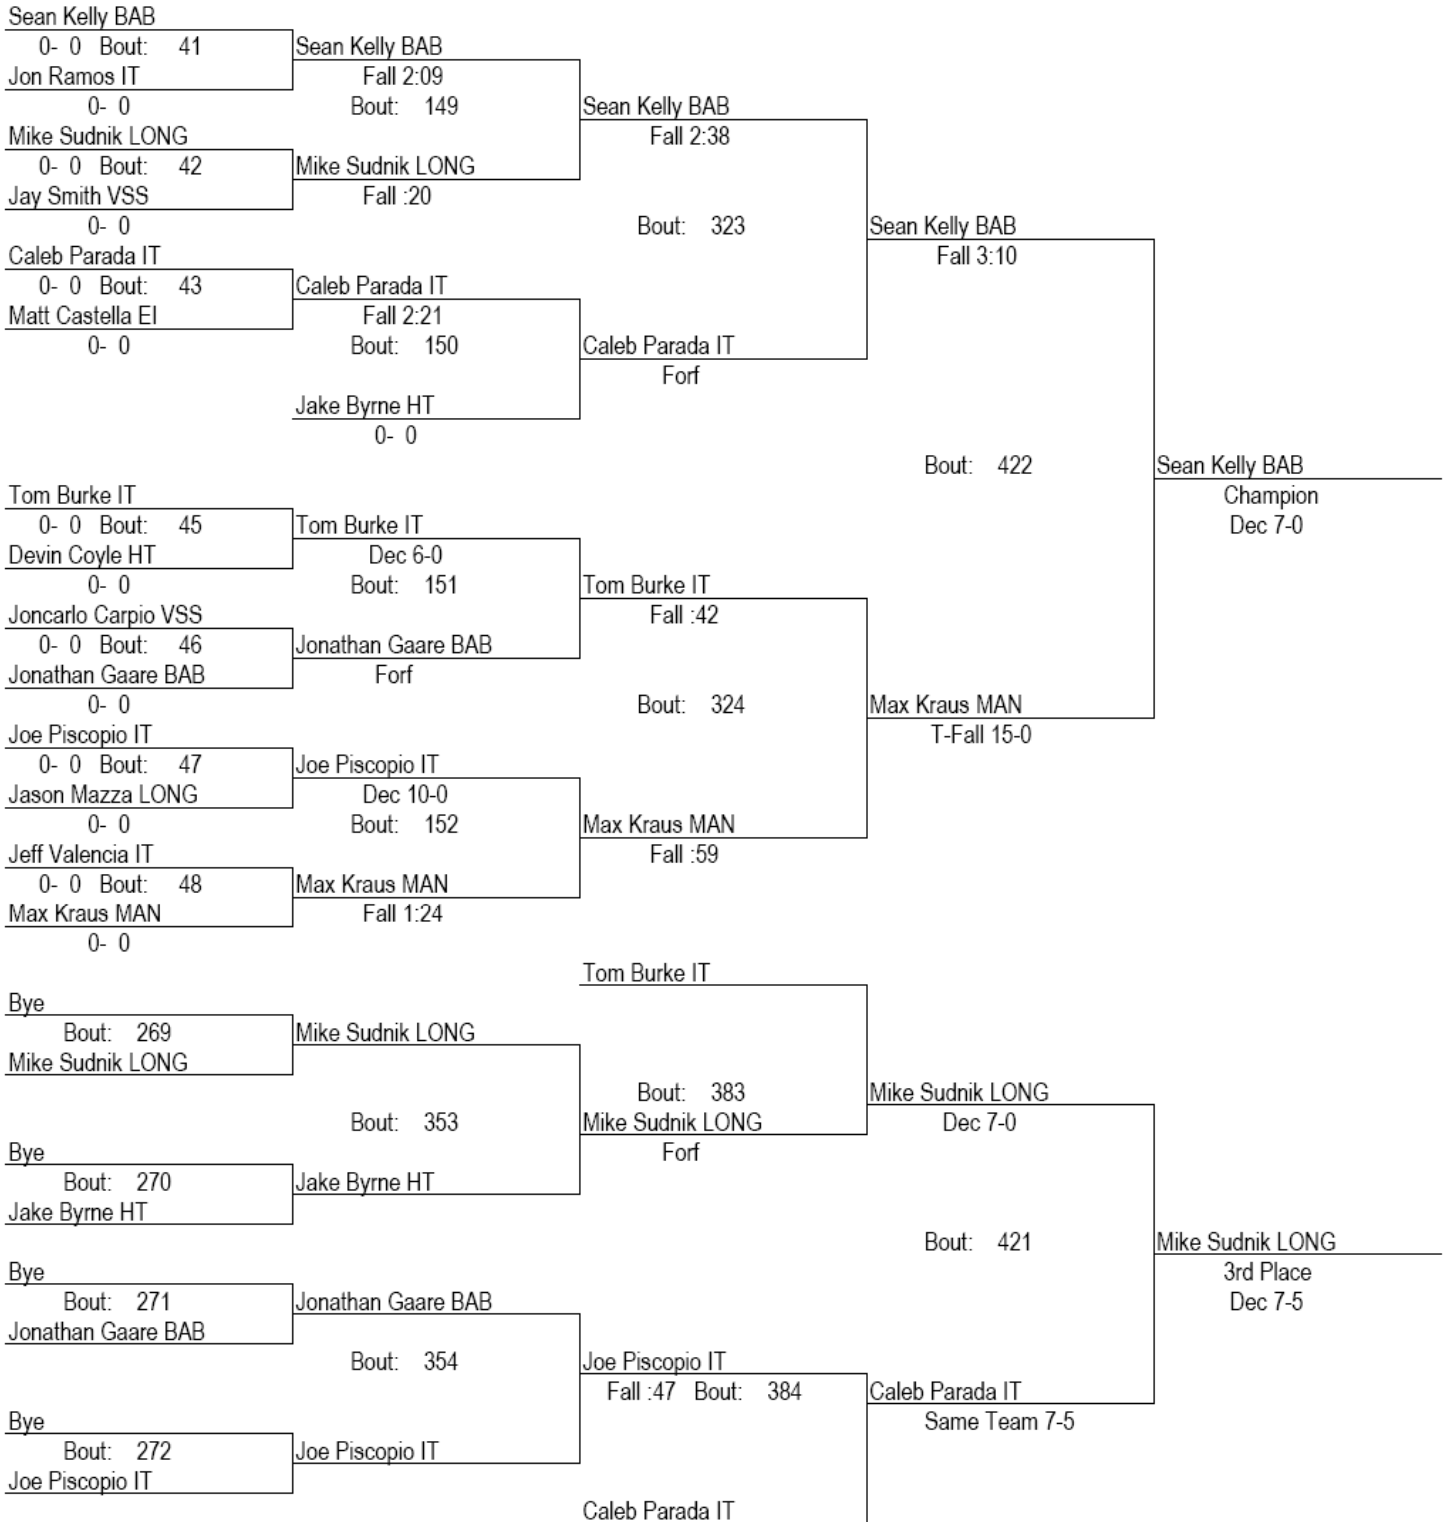 Sean Kelly BAB
0- 0 Bout: 41
Sean Kelly BAB
Jon Ramos IT
Fall 2:09
0- 0
Bout: 149
Sean Kelly BAB
Mike Sudnik LONG
Fall 2:38
0- 0 Bout: 42
Mike Sudnik LONG
Jay Smith VSS
Fall :20
0- 0
Bout: 323
Sean Kelly BAB
Caleb Parada IT
Fall 3:10
0- 0 Bout: 43
Caleb Parada IT
Matt Castella EI
Fall 2:21
0- 0
Bout: 150
Caleb Parada IT
Forf
Jake Byrne HT
0- 0
Bout: 422
Sean Kelly BAB
Tom Burke IT
Champion
0- 0 Bout: 45
Tom Burke IT
Dec 7-0
Devin Coyle HT
Dec 6-0
0- 0
Bout: 151
Tom Burke IT
Joncarlo Carpio VSS
Fall :42
0- 0 Bout: 46
Jonathan Gaare BAB
Jonathan Gaare BAB
Forf
0- 0
Bout: 324
Max Kraus MAN
Joe Piscopio IT
T-Fall 15-0
0- 0 Bout: 47
Joe Piscopio IT
Jason Mazza LONG
Dec 10-0
0- 0
Bout: 152
Max Kraus MAN
Jeff Valencia IT
Fall :59
0- 0 Bout: 48
Max Kraus MAN
Max Kraus MAN
Fall 1:24
0- 0
Tom Burke IT
Bye
Bout: 269
Mike Sudnik LONG
Mike Sudnik LONG
Bout: 383
Mike Sudnik LONG
Bout: 353
Mike Sudnik LONG
Dec 7-0
Bye
Forf
Bout: 270
Jake Byrne HT
Jake Byrne HT
Bout: 421
Mike Sudnik LONG
Bye
3rd Place
Bout: 271
Jonathan Gaare BAB
Dec 7-5
Jonathan Gaare BAB
Bout: 354
Joe Piscopio IT
Fall :47 Bout: 384
Caleb Parada IT
Bye
Same Team 7-5
Bout: 272
Joe Piscopio IT
Joe Piscopio IT
Caleb Parada IT